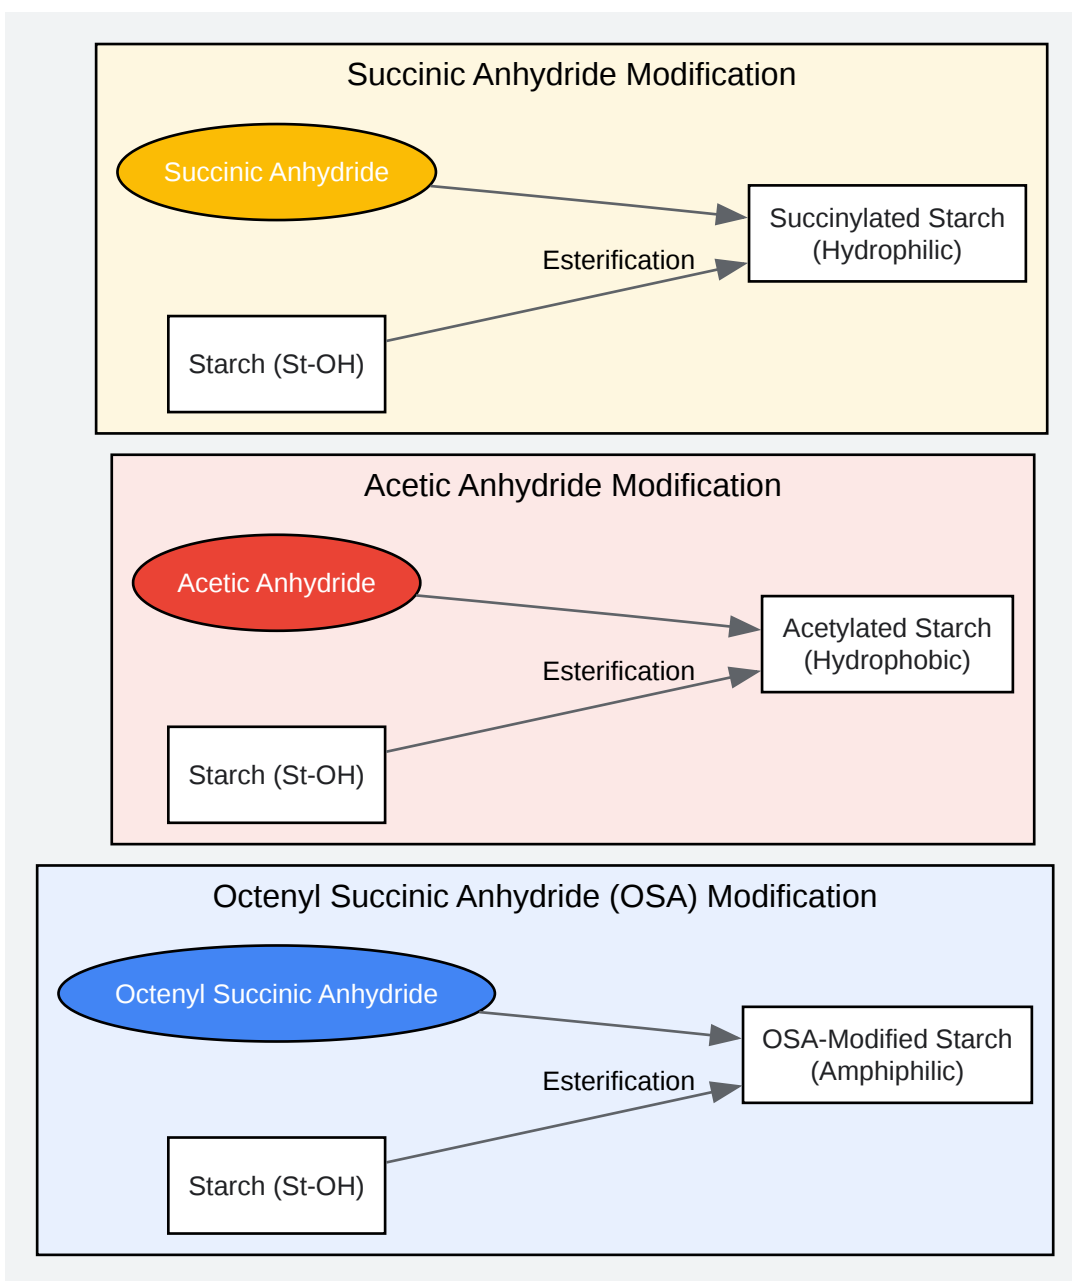 Succinic Anhydride Modification
Succinic Anhydride
Succinylated Starch
(Hydrophilic)
Esterification
Starch (St-OH)
Acetic Anhydride Modification
Acetic Anhydride
Acetylated Starch
(Hydrophobic)
Esterification
Starch (St-OH)
Octenyl Succinic Anhydride (OSA) Modification
Octenyl Succinic Anhydride
OSA-Modified Starch
(Amphiphilic)
Esterification
Starch (St-OH)